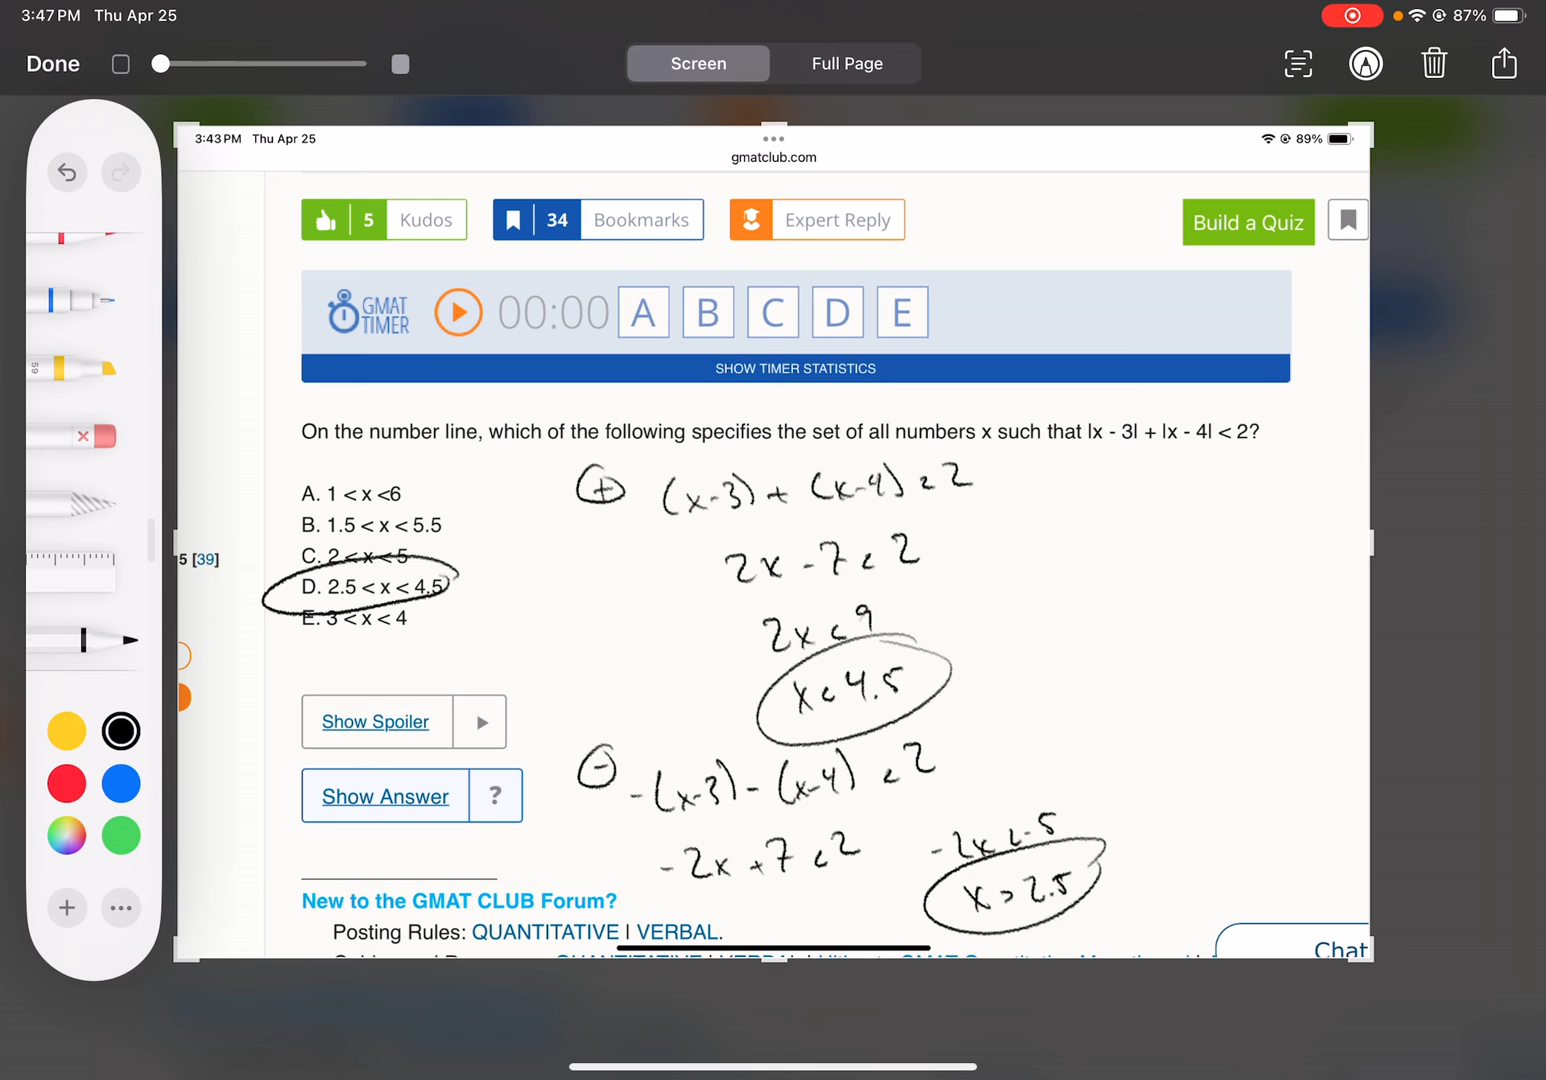 3:47 PM Thu Apr 25
87%
Done
Screen
Full Page
3:43 PM Thu Apr 25
89%
gmatclub.com
5 Kudos
34 Bookmarks
Expert Reply
Build a Quiz
GMAT
TIMER
00:00
A B C D E
SHOW TIMER STATISTICS
On the number line, which of the following specifies the set of all numbers x such that |x - 3| + |x - 4| < 2?
A. 1 < x <6
B. 1.5 < x < 5.5
C. 2 < x < 5
D. 2.5 < x < 4.5
E. 3 < x < 4
5 [39]
59
+ (x-3) + (x-4) < 2
2x - 7 < 2
2x < 9
x < 4.5
- -(x-3) - (x-4) < 2
-2x + 7 < 2
-2x < -5
x > 2.5
Show Spoiler
Show Answer ?
New to the GMAT CLUB Forum?
Posting Rules: QUANTITATIVE | VERBAL.
Chat